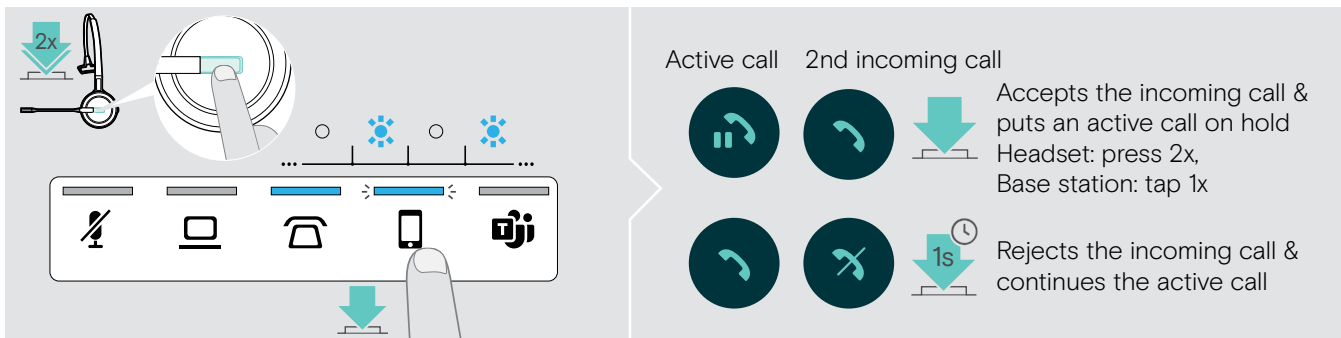 2x
T
Active call 2nd incoming call
Accepts the incoming call &
puts an active call on hold
Headset: press 2x,
Base station: tap 1x
1s
Rejects the incoming call &
continues the active call